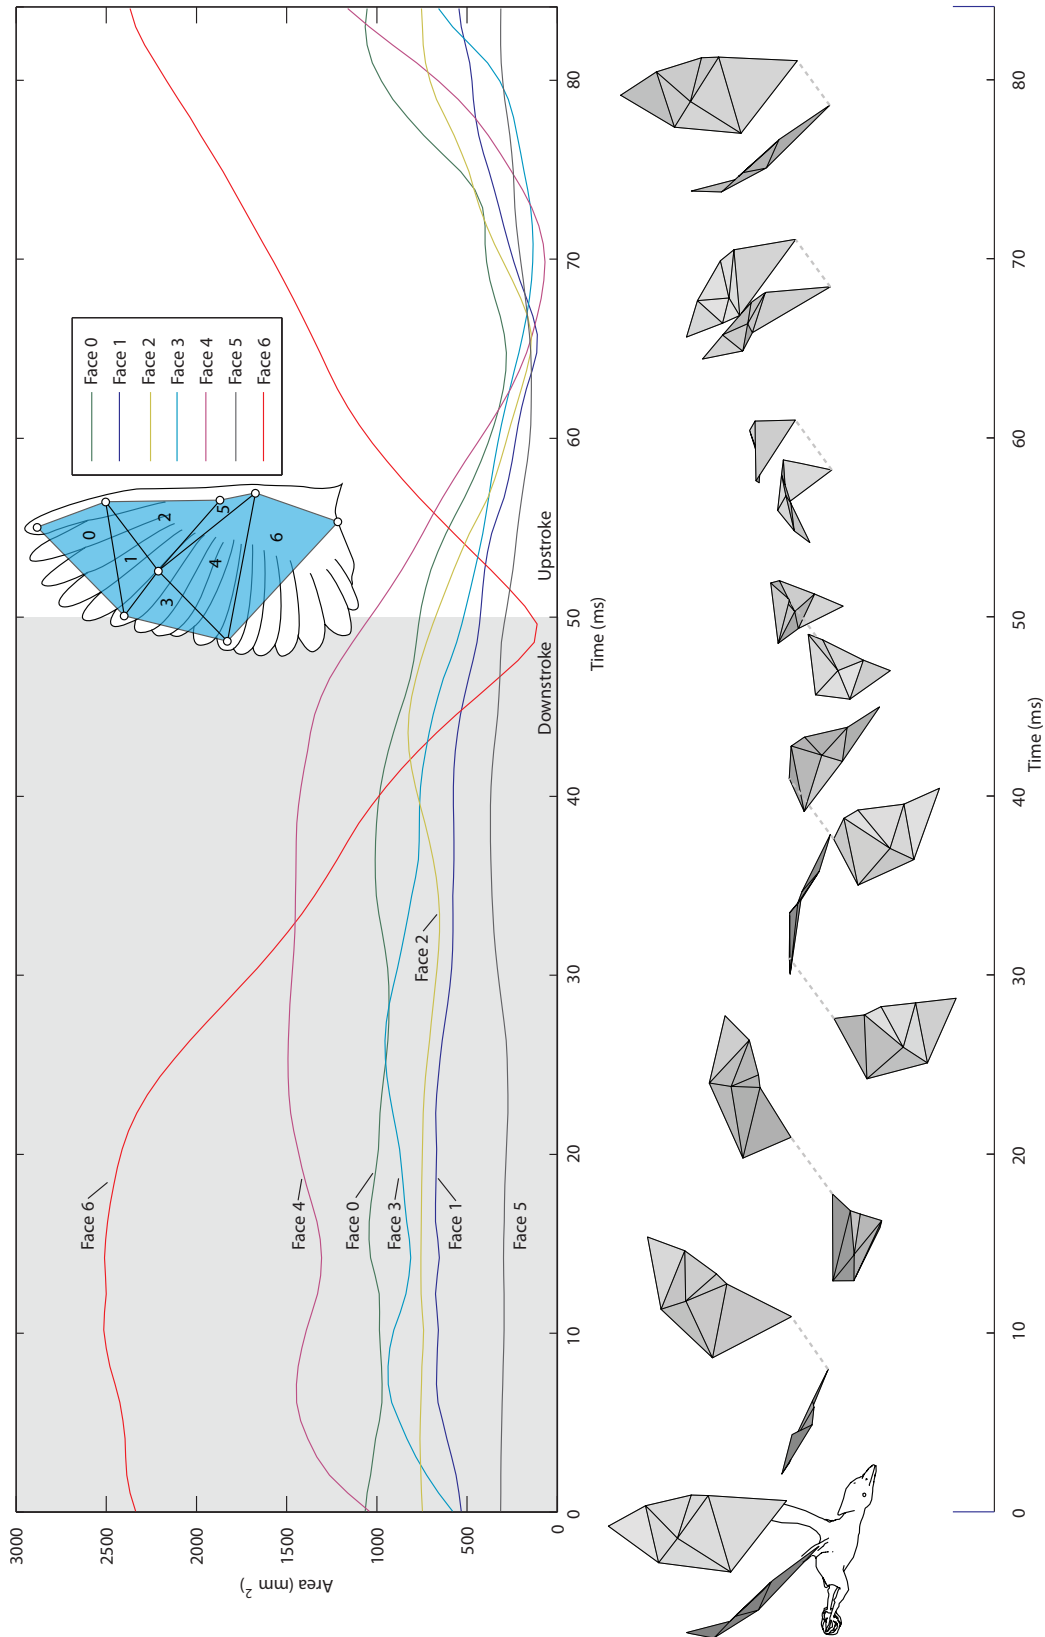 3000
2500
2000
1500
1000
500
0
Area (mm²)
0
10
20
30
40
50
60
70
80
Time (ms)
Downstroke
Upstroke
Face 6
Face 4
Face 0
Face 3
Face 1
Face 5
Face 2
0
1
2
3
4
5
6
Face 0
Face 1
Face 2
Face 3
Face 4
Face 5
Face 6
0
10
20
30
40
50
60
70
80
Time (ms)